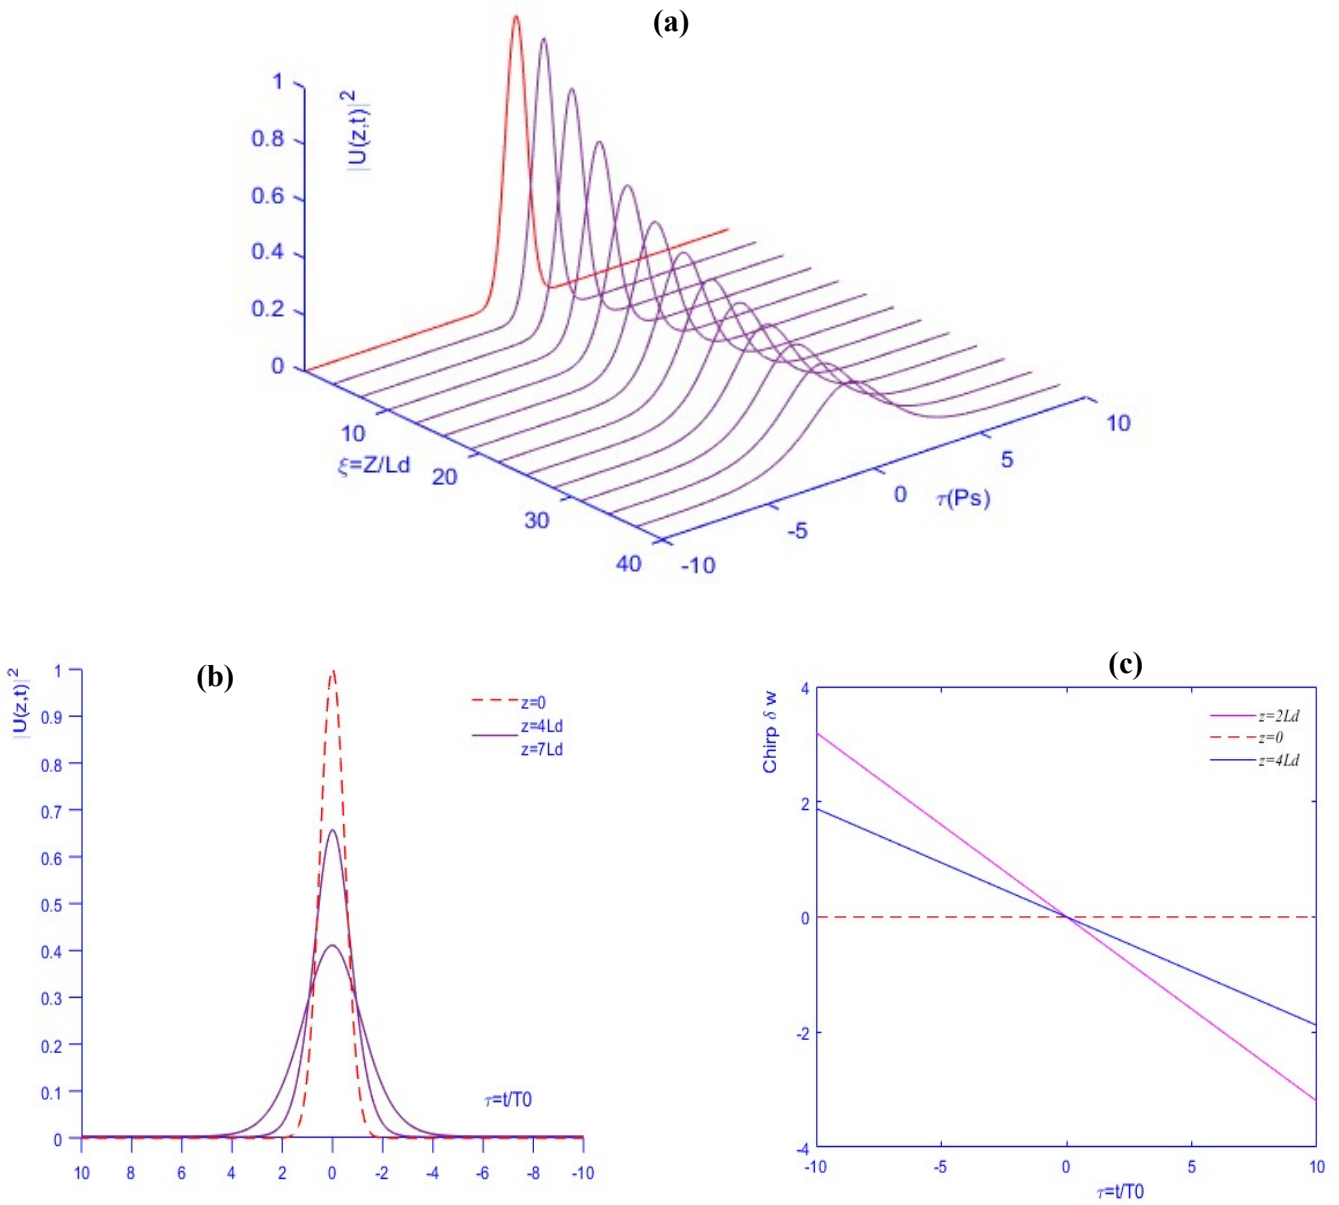 (a)
|U(z,t)|2
1
0.8
0.6
0.4
0.2
0
10
20
30
40
ξ=Z/Ld
-10
-5
0
5
10
τ(Ps)
(b)
|U(z,t)|2
1
0.9
0.8
0.7
0.6
0.5
0.4
0.3
0.2
0.1
0
z=0
z=4Ld
z=7Ld
τ=t/T0
10 8 6 4 2 0 -2 -4 -6 -8 -10
(c)
Chirp δ w
4
2
0
-2
-4
z=2Ld
z=0
z=4Ld
-10 -5 0 5 10
τ=t/T0